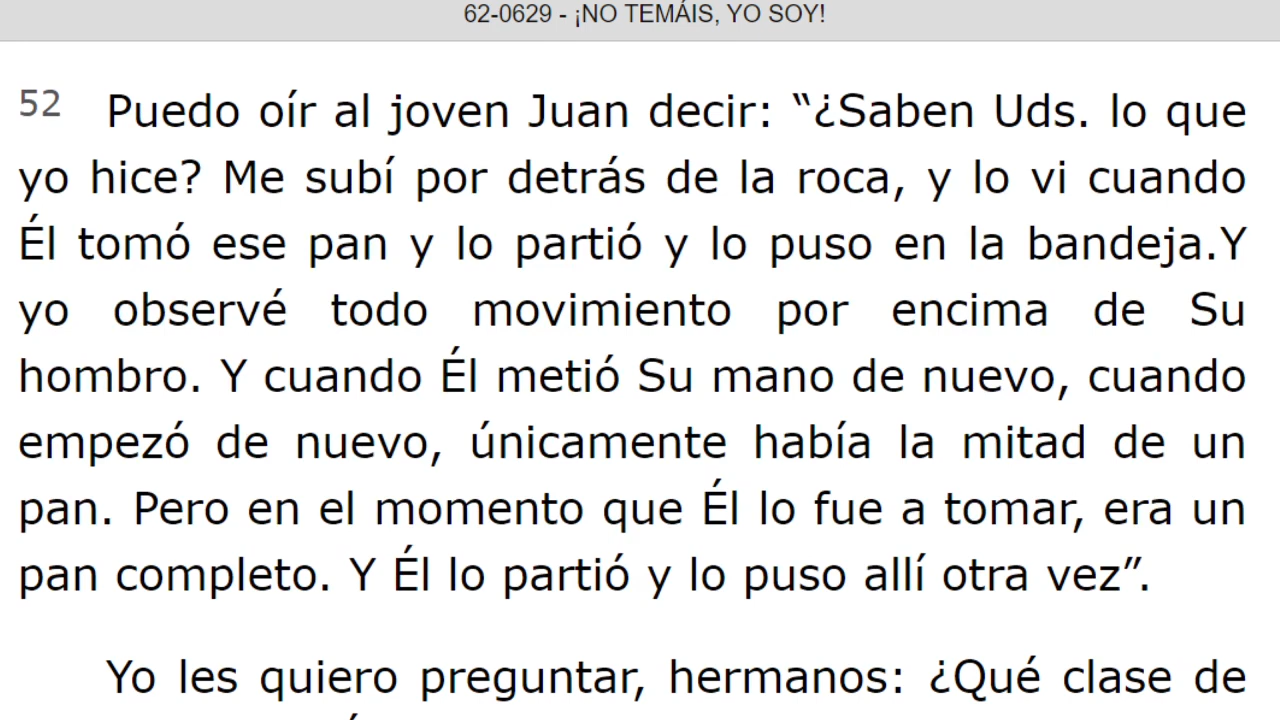 62-0629 - ¡NO TEMÁIS, YO SOY!
52 Puedo oír al joven Juan decir: “¿Saben Uds. lo que
yo hice? Me subí por detrás de la roca, y lo vi cuando
Él tomó ese pan y lo partió y lo puso en la bandeja.Y
yo observé todo movimiento por encima de Su
hombro. Y cuando Él metió Su mano de nuevo, cuando
empezó de nuevo, únicamente había la mitad de un
pan. Pero en el momento que Él lo fue a tomar, era un
pan completo. Y Él lo partió y lo puso allí otra vez”.
Yo les quiero preguntar, hermanos: ¿Qué clase de